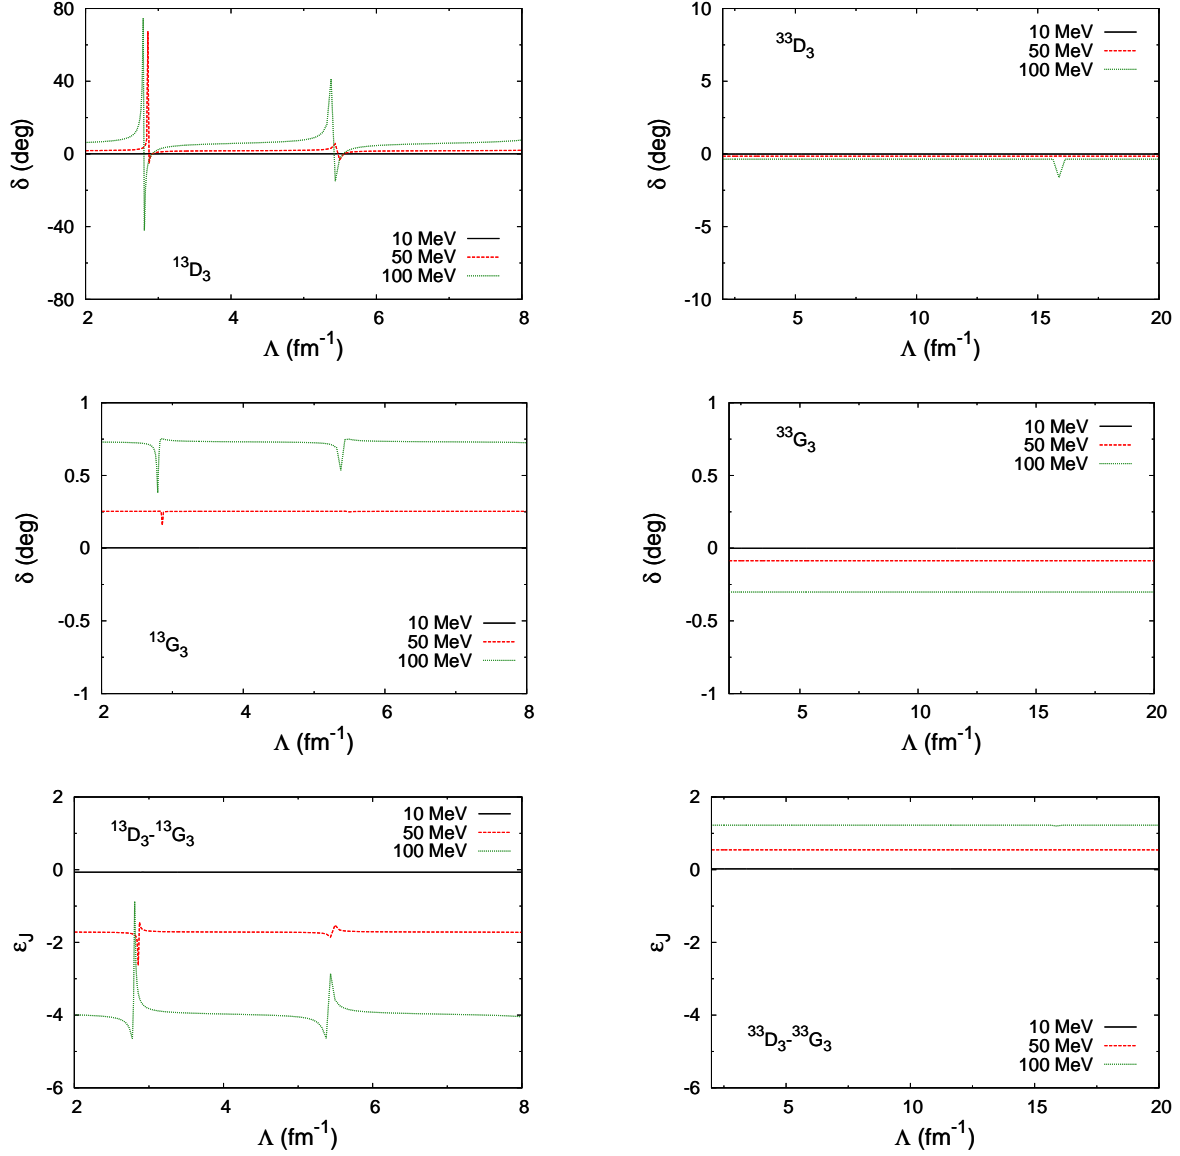 80
40
0
-40
-80
δ (deg)
10 MeV
50 MeV
100 MeV
¹³D₃
2 4 6 8
Λ (fm⁻¹)
10
5
0
-5
-10
δ (deg)
³³D₃
10 MeV
50 MeV
100 MeV
5 10 15 20
Λ (fm⁻¹)
1
0.5
0
-0.5
-1
δ (deg)
¹³G₃
10 MeV
50 MeV
100 MeV
2 4 6 8
Λ (fm⁻¹)
1
0.5
0
-0.5
-1
δ (deg)
³³G₃
10 MeV
50 MeV
100 MeV
5 10 15 20
Λ (fm⁻¹)
2
0
-2
-4
-6
εJ
¹³D₃-¹³G₃
10 MeV
50 MeV
100 MeV
2 3 4 5 6 7 8
Λ (fm⁻¹)
2
0
-2
-4
-6
εJ
10 MeV
50 MeV
100 MeV
³³D₃-³³G₃
5 10 15 20
Λ (fm⁻¹)